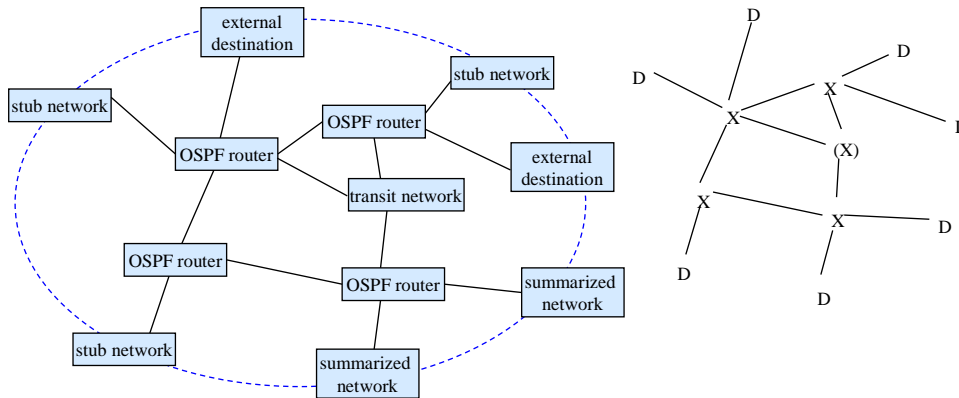 external
destination
stub network
stub network
OSPF router
OSPF router
external
destination
transit network
OSPF router
OSPF router
summarized
network
stub network
summarized
network
D
D
D
X
X
(X)
X
X
D
D
D